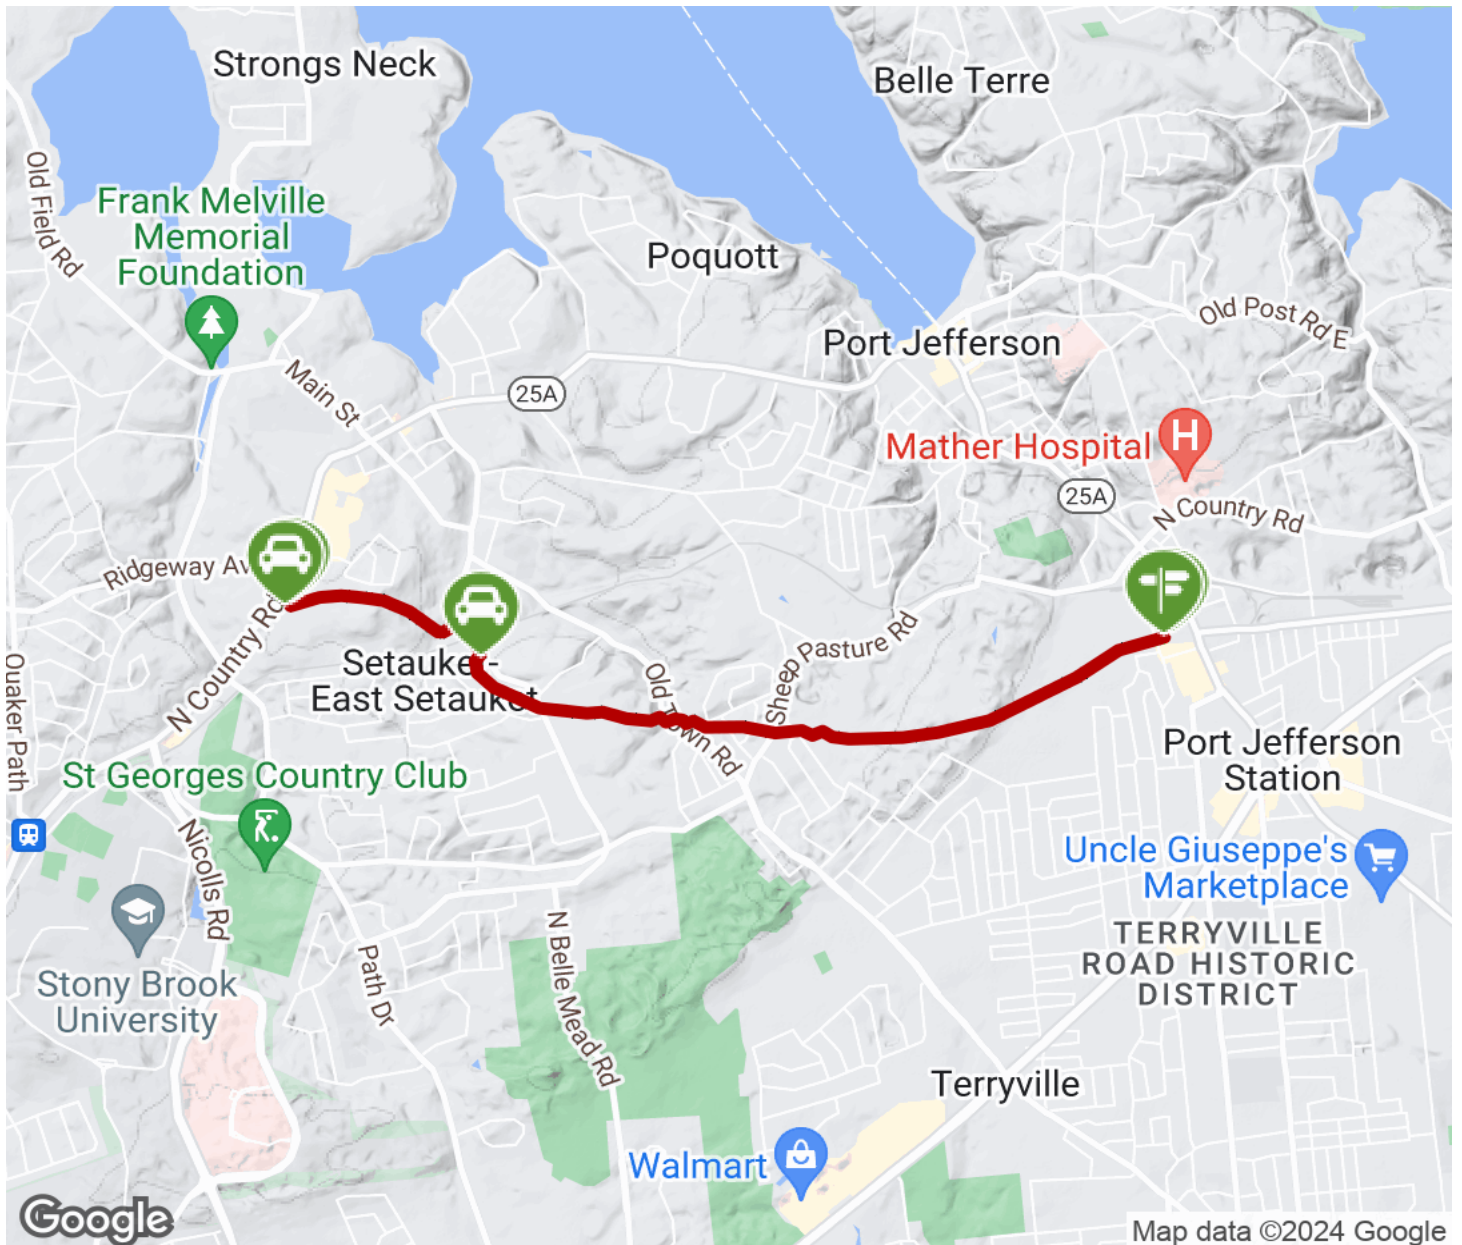 Strongs Neck
Belle Terre
Old Field Rd
Frank Melville
Memorial
Foundation
Poquott
Old Post Rd E
Port Jefferson
Main St
25A
Mather Hospital
H
25A
N Country Rd
Ridgeway Av
N Country Rd
Setauket-
East Setauket
Sheep Pasture Rd
Old Town Rd
Quaker Path
Port Jefferson
Station
St Georges Country Club
Nicolls Rd
Uncle Giuseppe's
Marketplace
TERRYVILLE
ROAD HISTORIC
DISTRICT
N Belle Mead Rd
Path Dr
Stony Brook
University
Terryville
Walmart
Google
Map data ©2024 Google